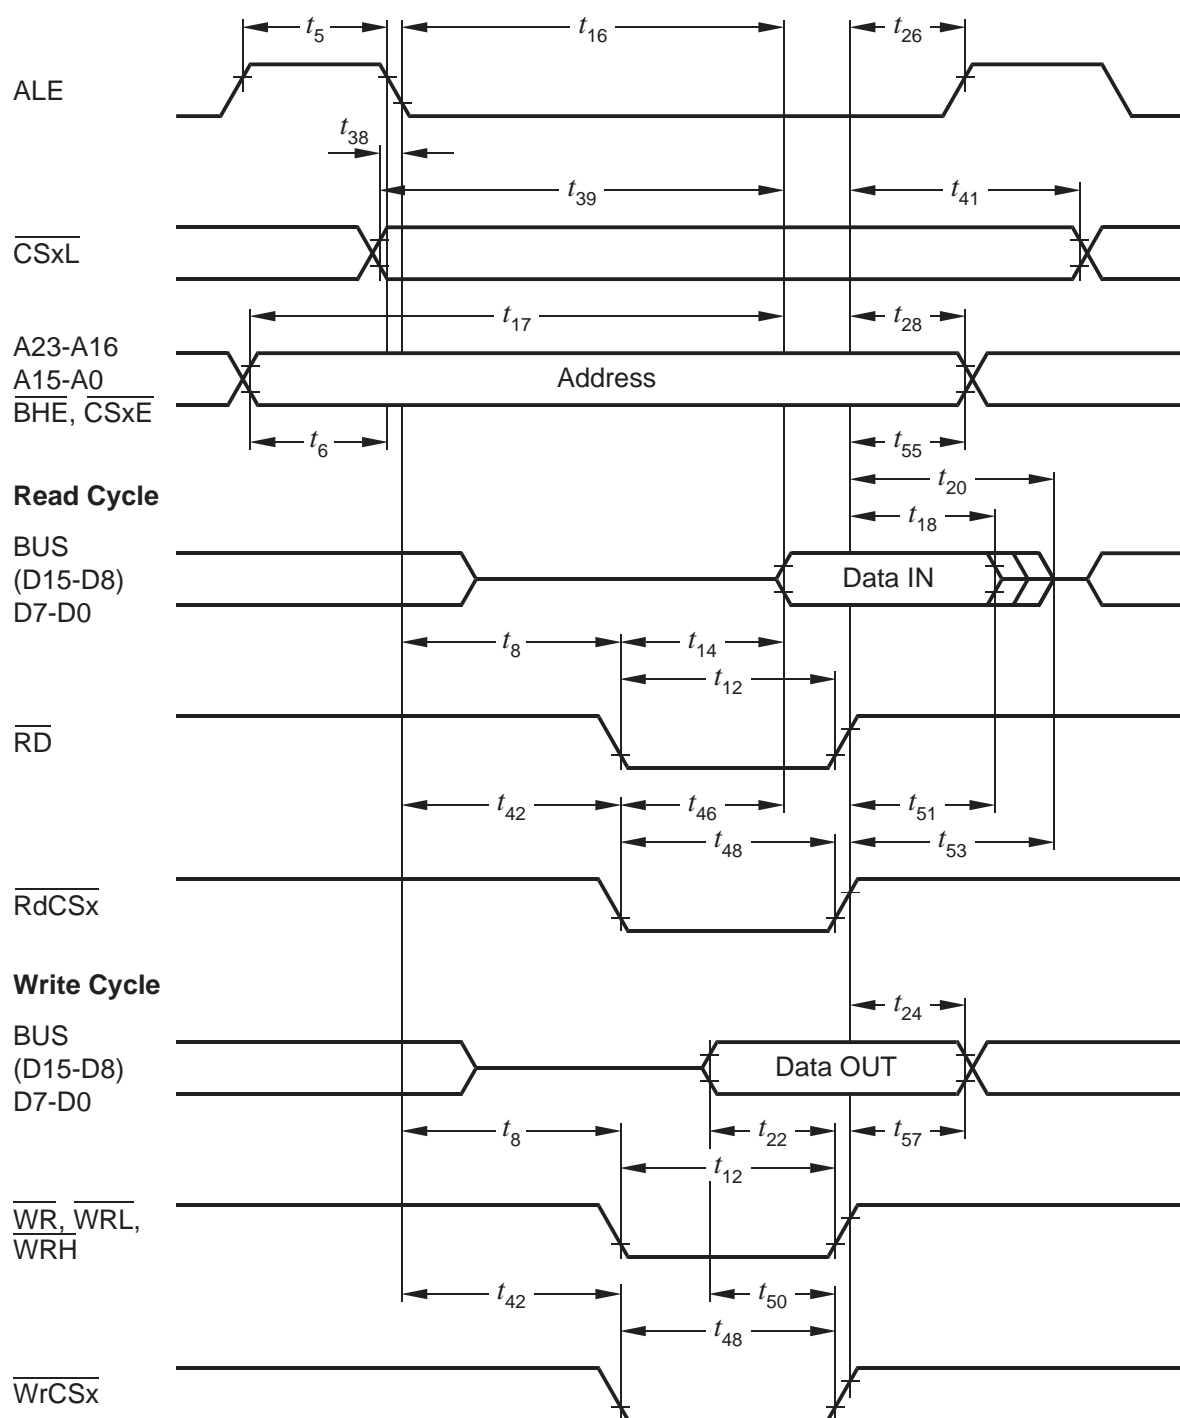 t5 t16 t26
ALE
t38
t39 t41
CSxL
t17 t28
A23-A16
A15-A0
BHE, CSxE
Address
t6 t55
t20
Read Cycle
t18
BUS
(D15-D8)
D7-D0
Data IN
t8 t14
t12
RD
t42 t46 t51
t48 t53
RdCSx
Write Cycle
t24
BUS
(D15-D8)
D7-D0
Data OUT
t8 t22 t57
t12
WR, WRL,
WRH
t42 t50
t48
WrCSx